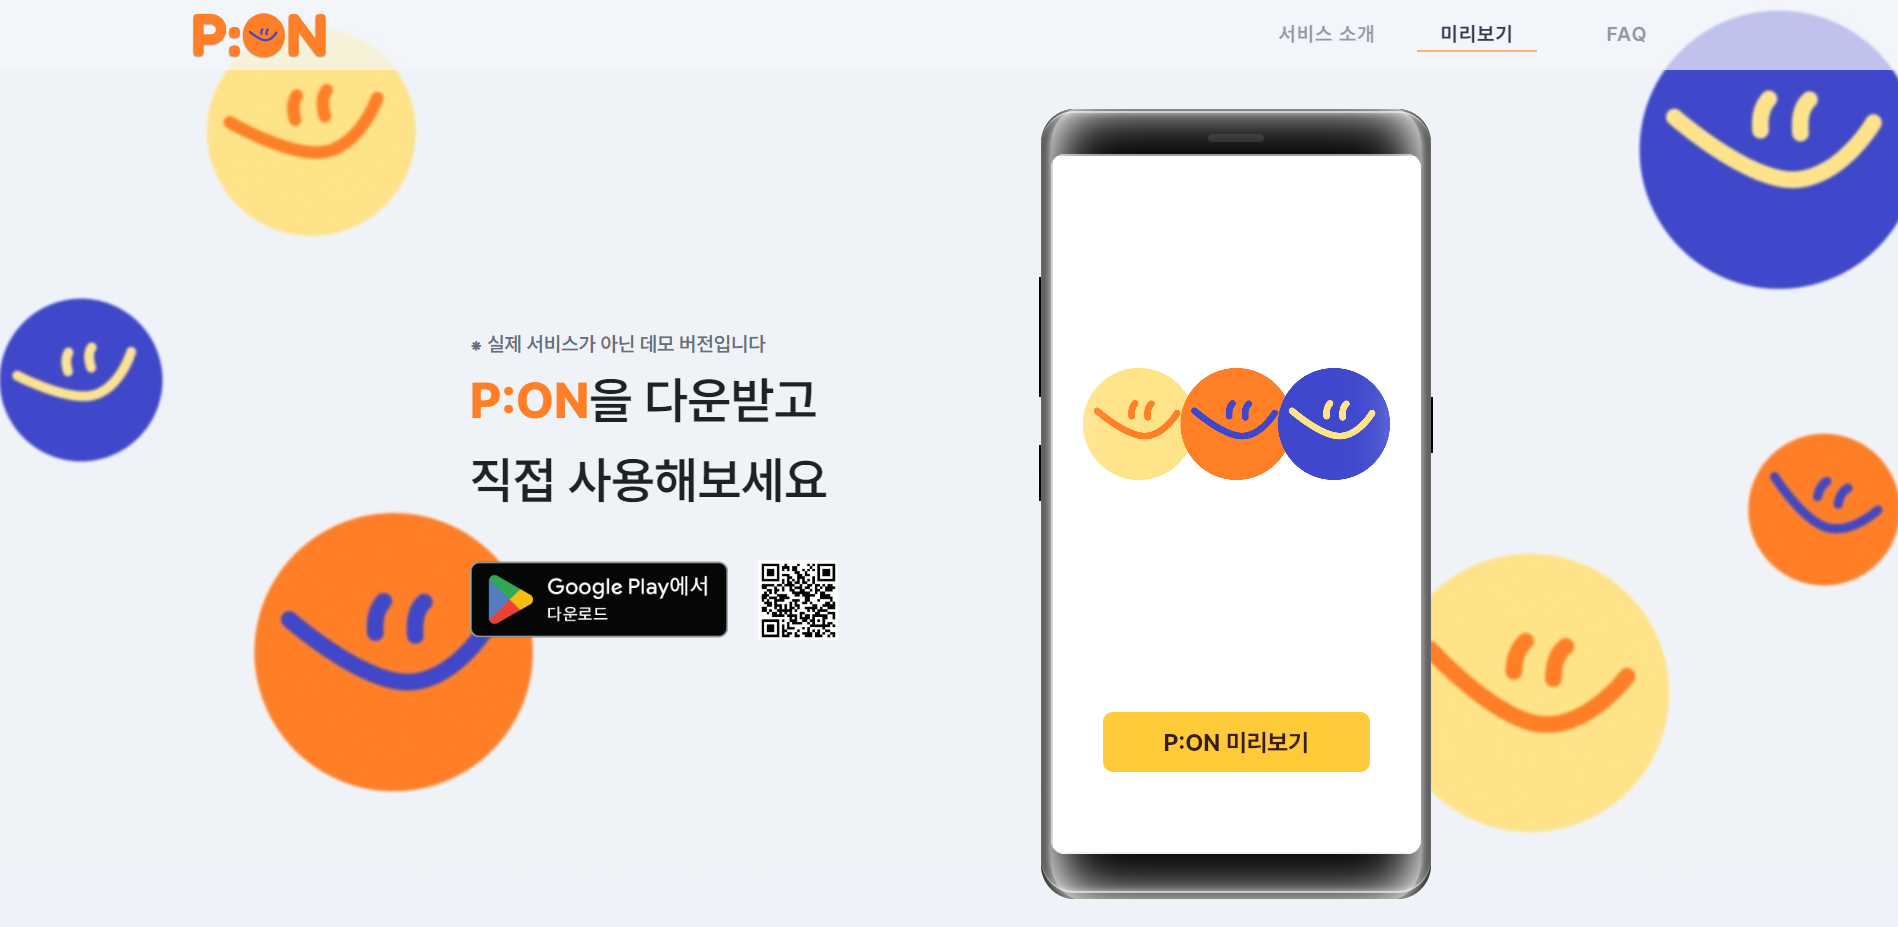 P:ON
서비스 소개
미리보기
FAQ
⁕ 실제 서비스가 아닌 데모 버전입니다
P:ON을 다운받고
직접 사용해보세요
Google Play에서
다운로드
P:ON 미리보기